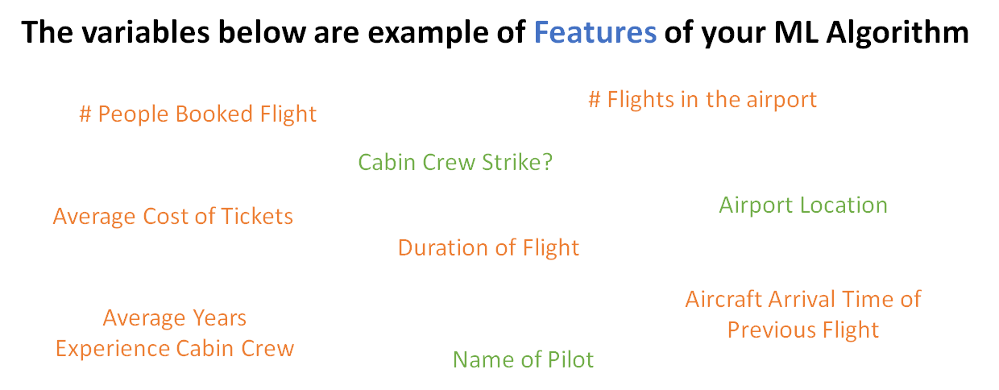 The variables below are example of Features of your ML Algorithm
# People Booked Flight
# Flights in the airport
Cabin Crew Strike?
Average Cost of Tickets
Airport Location
Duration of Flight
Average Years
Experience Cabin Crew
Aircraft Arrival Time of
Previous Flight
Name of Pilot